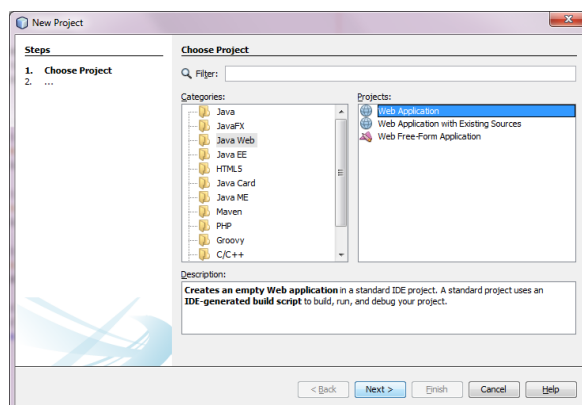 New Project
Steps
1. Choose Project
2. ...
Choose Project
Filter:
Categories:
Java
JavaFX
Java Web
Java EE
HTML5
Java Card
Java ME
Maven
PHP
Groovy
C/C++
Projects:
Web Application
Web Application with Existing Sources
Web Free-Form Application
Description:
Creates an empty Web application in a standard IDE project. A standard project uses an
IDE-generated build script to build, run, and debug your project.
< Back Next > Finish Cancel Help